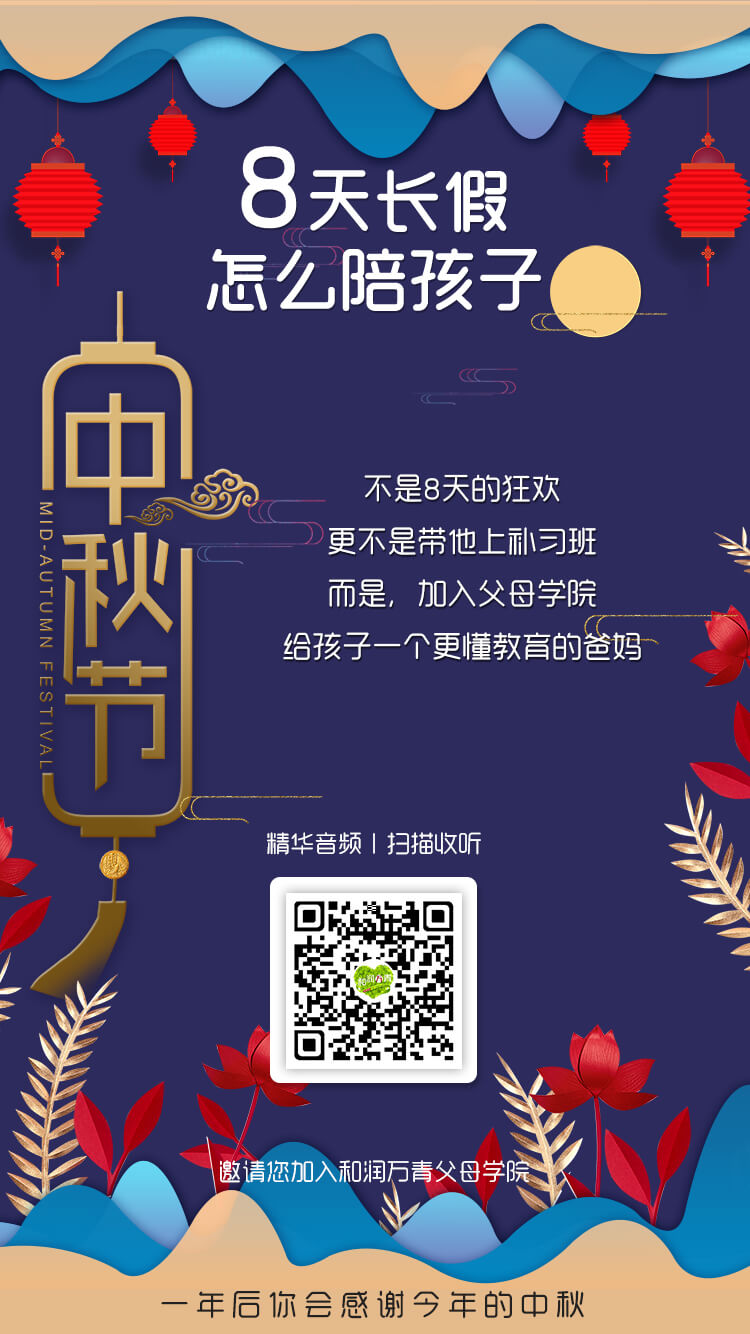 8天长假
怎么陪孩子
中秋节
MID-AUTUMN FESTIVAL
不是8天的狂欢
更不是带他上补习班
而是，加入父母学院
给孩子一个更懂教育的爸妈
精华音频 | 扫描收听
邀请您加入和润万青父母学院
一年后你会感谢今年的中秋